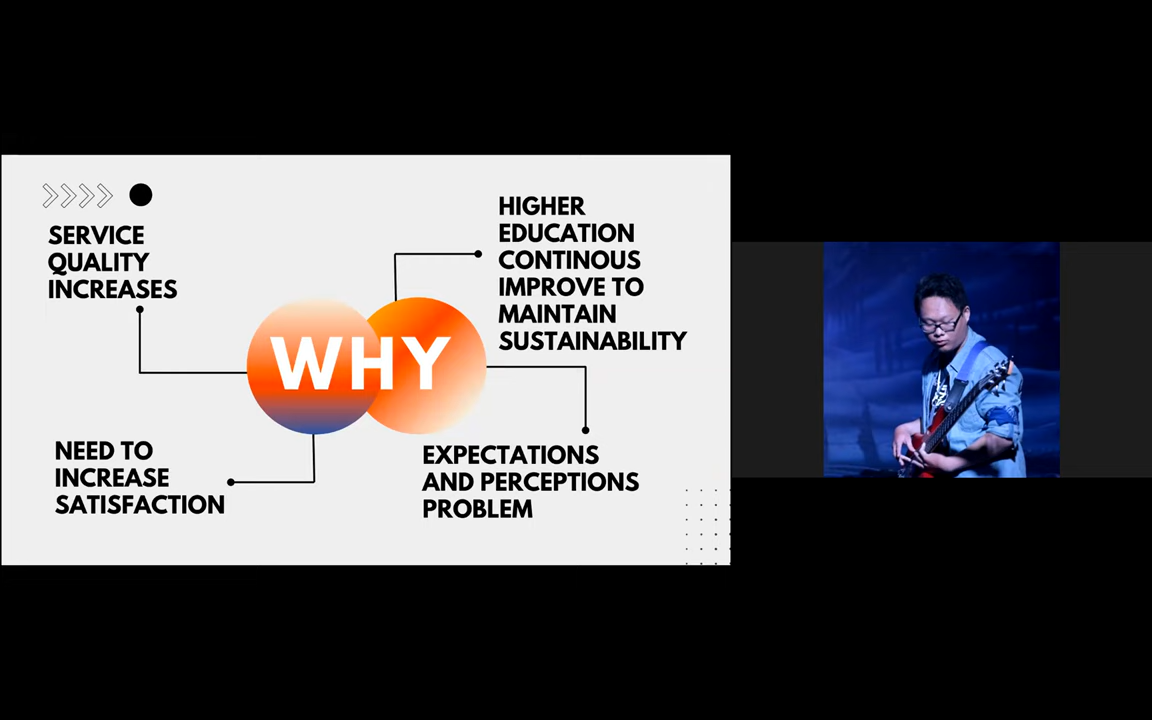 SERVICE
QUALITY
INCREASES
HIGHER
EDUCATION
CONTINOUS
IMPROVE TO
MAINTAIN
SUSTAINABILITY
WHY
NEED TO
INCREASE
SATISFACTION
EXPECTATIONS
AND PERCEPTIONS
PROBLEM